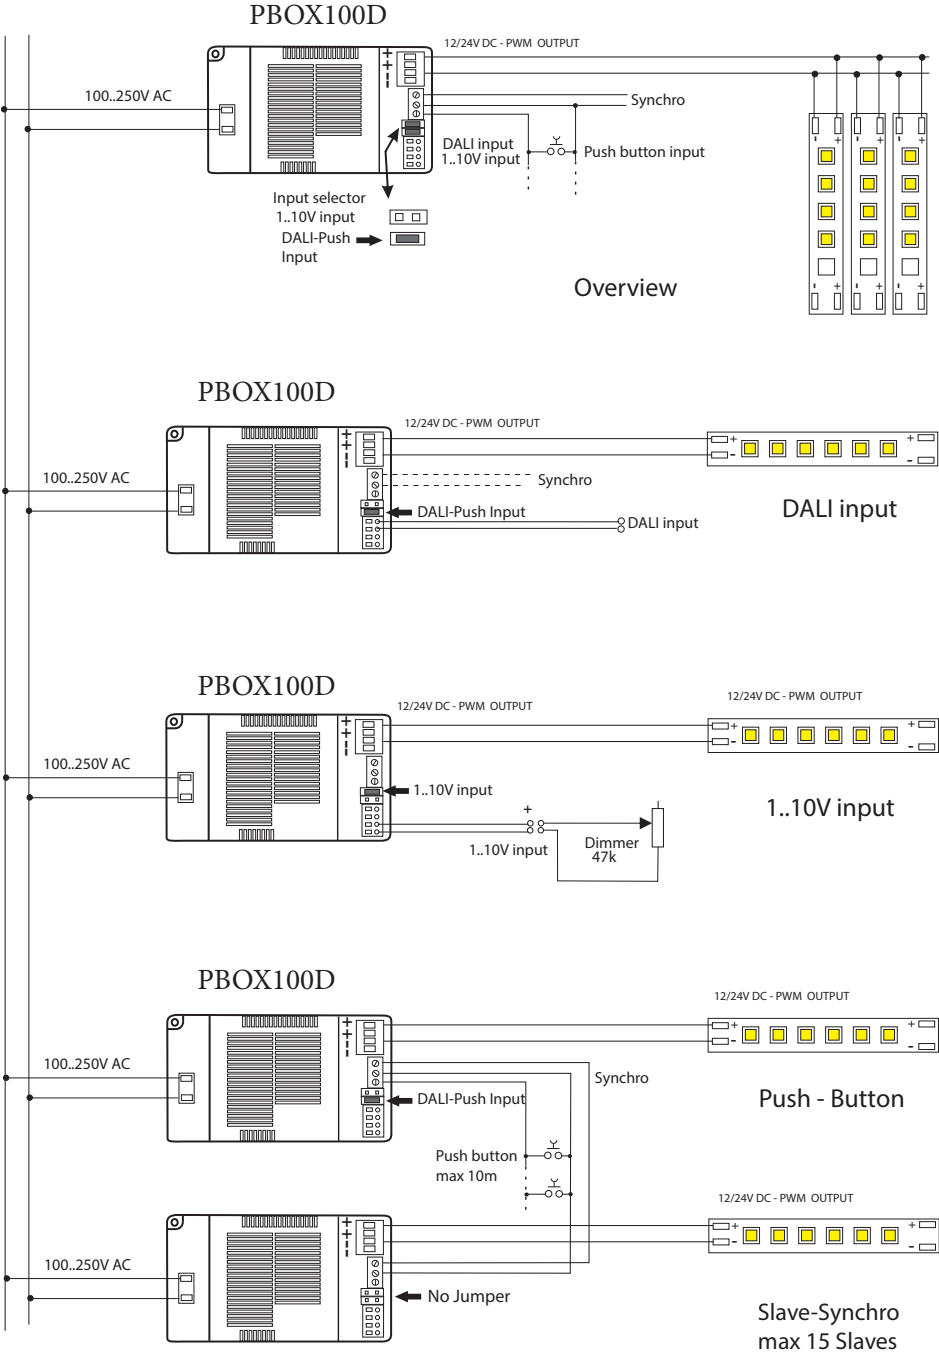 PBOX100D
12/24V DC - PWM OUTPUT
100..250V AC
Synchro
DALI input
1..10V input
Push button input
Input selector
1..10V input
DALI-Push
Input
Overview
PBOX100D
12/24V DC - PWM OUTPUT
100..250V AC
Synchro
DALI-Push Input
DALI input
DALI input
PBOX100D
12/24V DC - PWM OUTPUT
12/24V DC - PWM OUTPUT
100..250V AC
1..10V input
1..10V input
1..10V input
Dimmer
47k
PBOX100D
12/24V DC - PWM OUTPUT
100..250V AC
Synchro
DALI-Push Input
Push - Button
Push button
max 10m
12/24V DC - PWM OUTPUT
100..250V AC
No Jumper
Slave-Synchro
max 15 Slaves